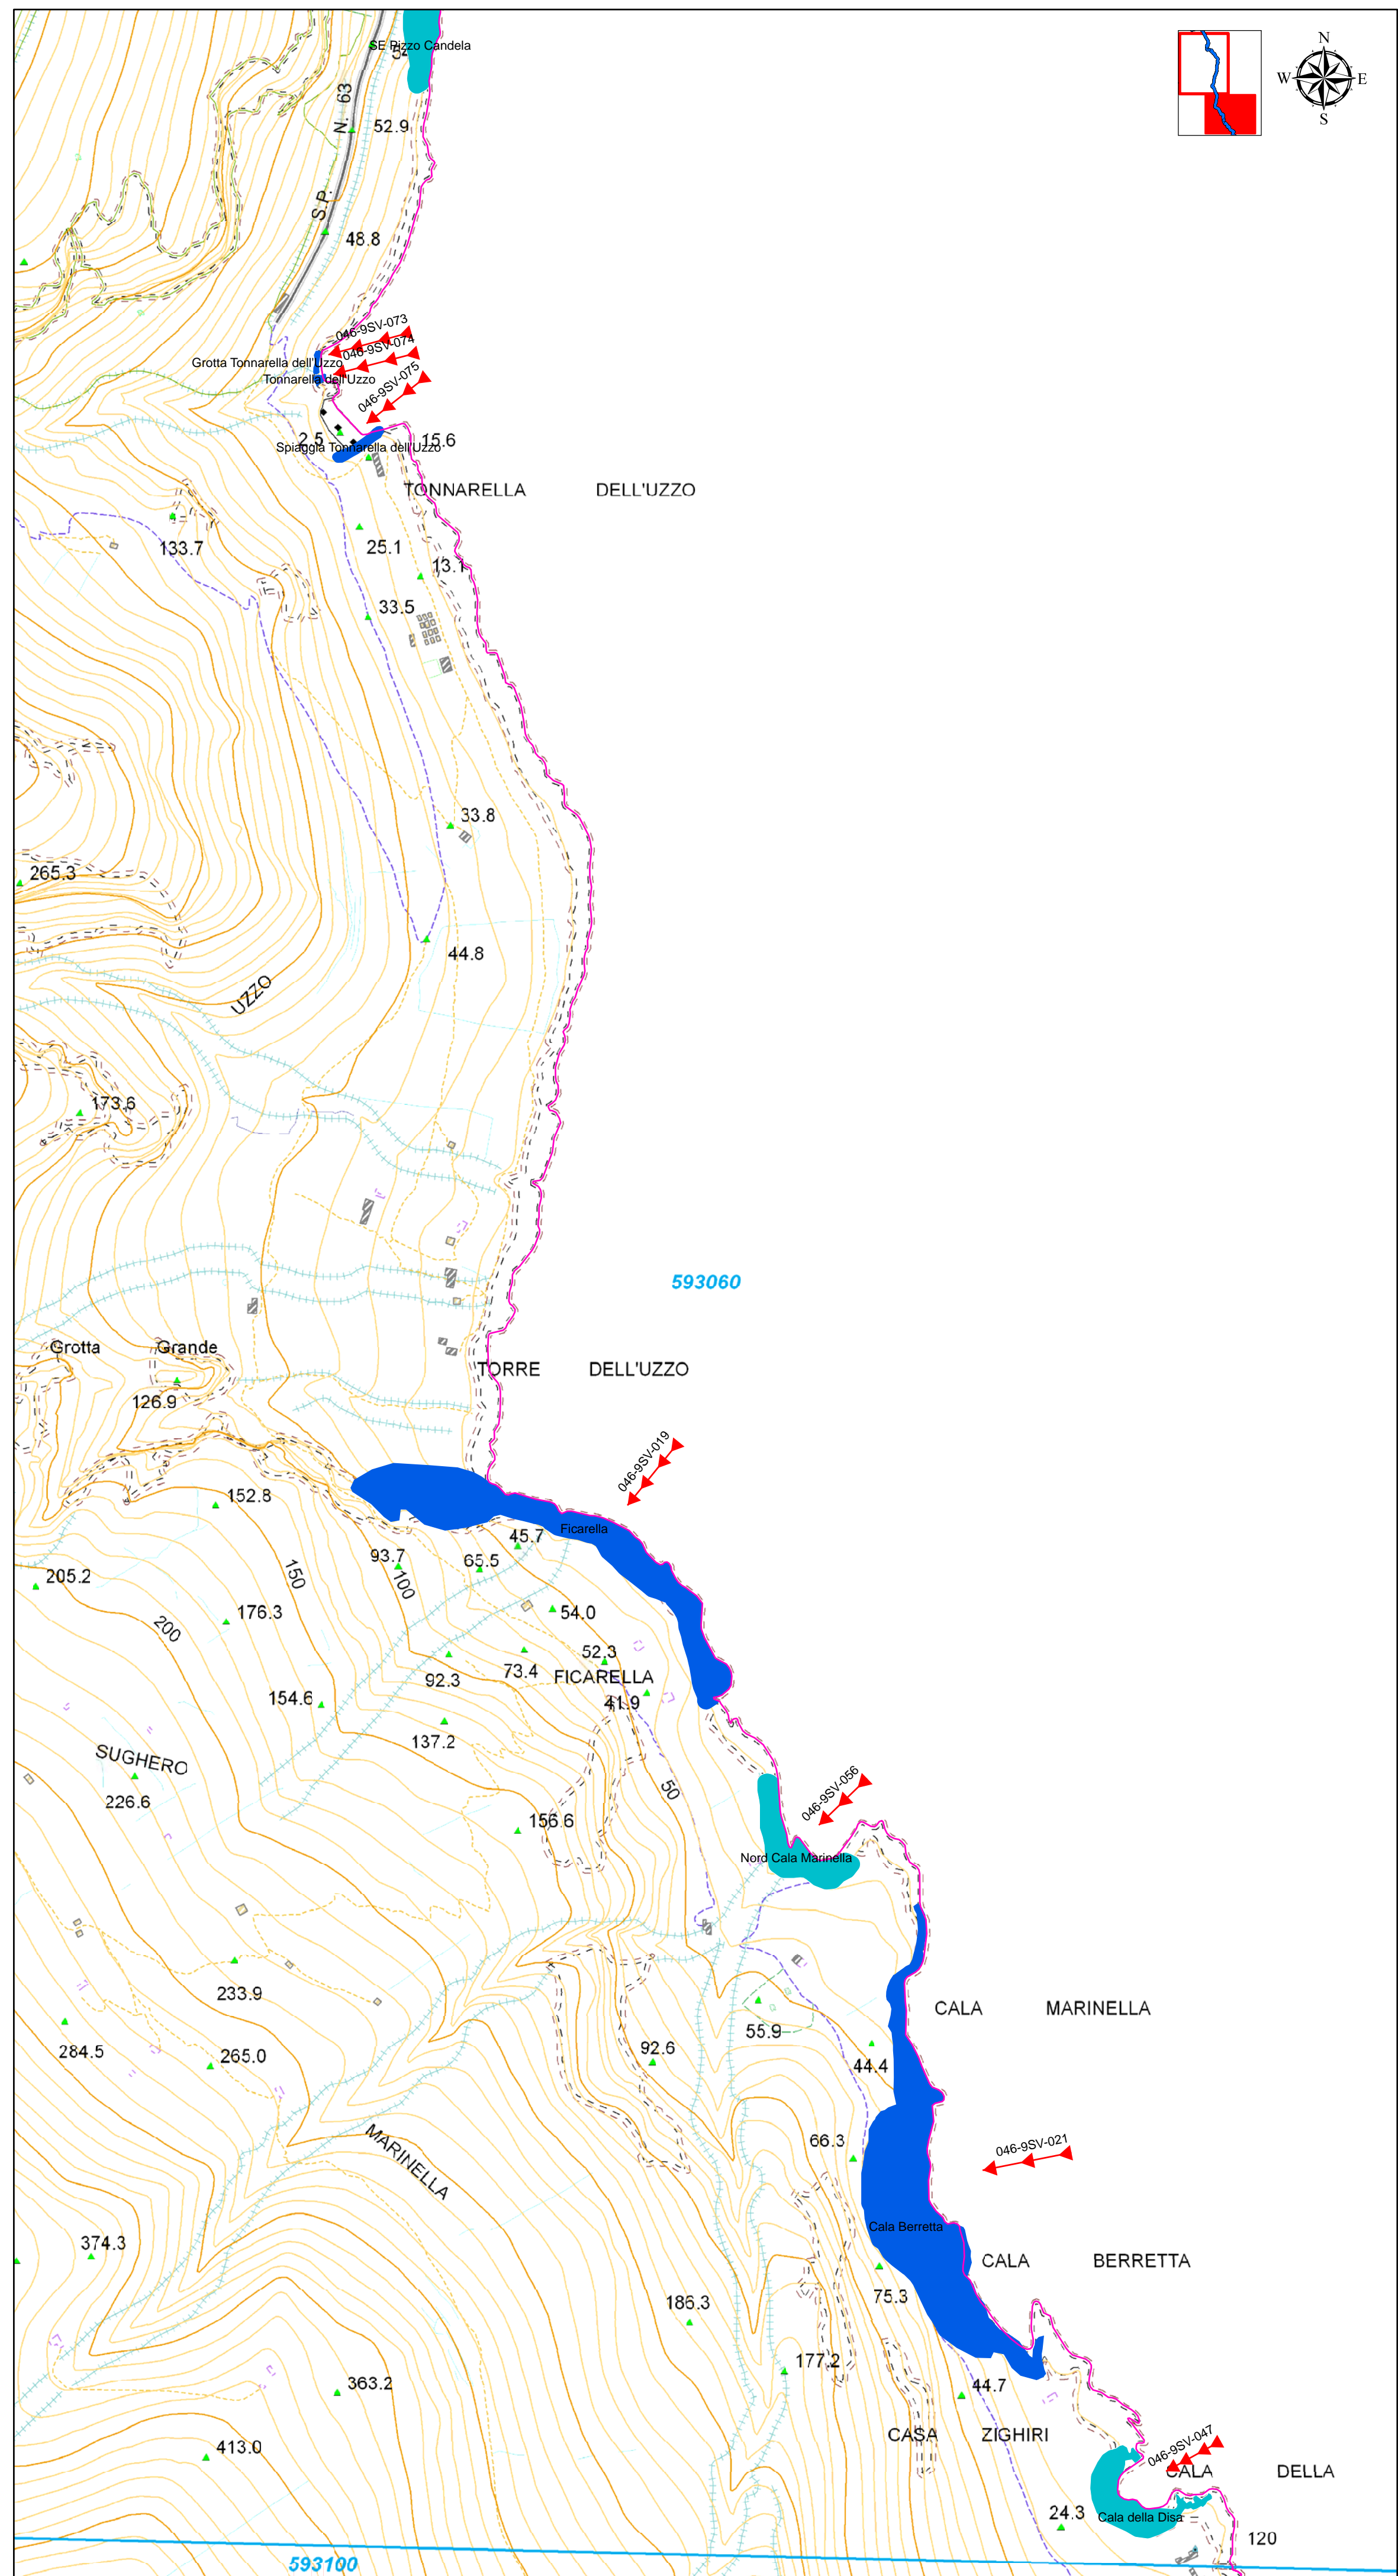 SE Pizzo Candela
N
W E
S
N. 63
52.9
S.P.
48.8
046-9SV-073
046-9SV-074
Grotta Tonnarella dell'Uzzo
Tonnarella dell'Uzzo
046-9SV-075
2.5
15.6
Spiaggia Tonnarella dell'Uzzo
TONNARELLA DELL'UZZO
133.7
25.1
13.1
33.5
33.8
265.3
44.8
UZZO
173.6
593060
Grotta Grande
TORRE DELL'UZZO
126.9
046-9SV-019
152.8
Ficarella
45.7
93.7
65.5
150
100
205.2
176.3
200
54.0
52.3
92.3
73.4
FICARELLA
154.6
41.9
137.2
SUGHERO
50
046-9SV-056
226.6
156.6
Nord Cala Marinella
233.9
CALA MARINELLA
55.9
284.5
265.0
92.6
44.4
MARINELLA
66.3
046-9SV-021
Cala Berretta
374.3
CALA BERRETTA
75.3
186.3
177.2
363.2
44.7
CASA ZIGHIRI
046-9SV-047
413.0
CALA DELLA
24.3
Cala della Disa
120
593100